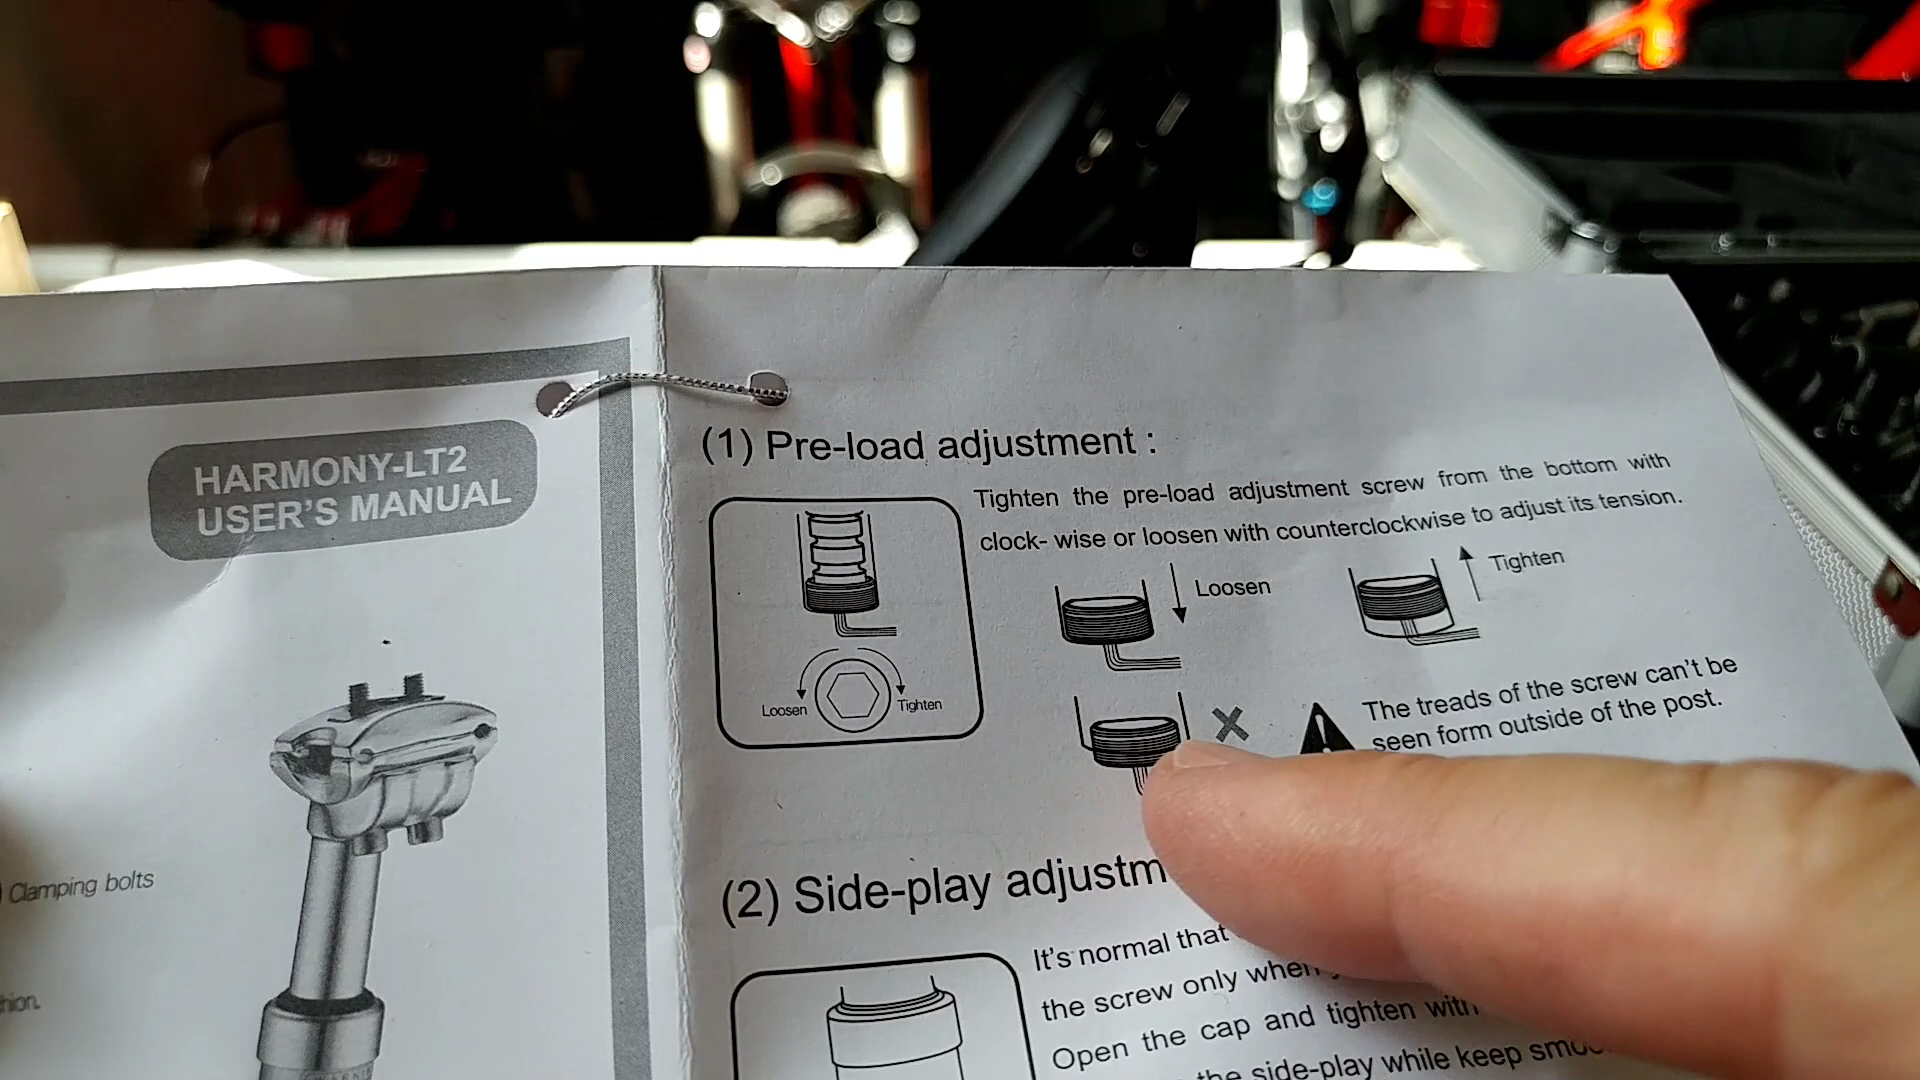 HARMONY-LT2
USER'S MANUAL
Clamping bolts
(1) Pre-load adjustment :
Tighten the pre-load adjustment screw from the bottom with
clock- wise or loosen with counterclockwise to adjust its tension.
Loosen
Tighten
Loosen
Tighten
The treads of the screw can't be
seen form outside of the post.
(2) Side-play
It's normal that
the screw only when
Open the cap and tighten with
the side-play while keep